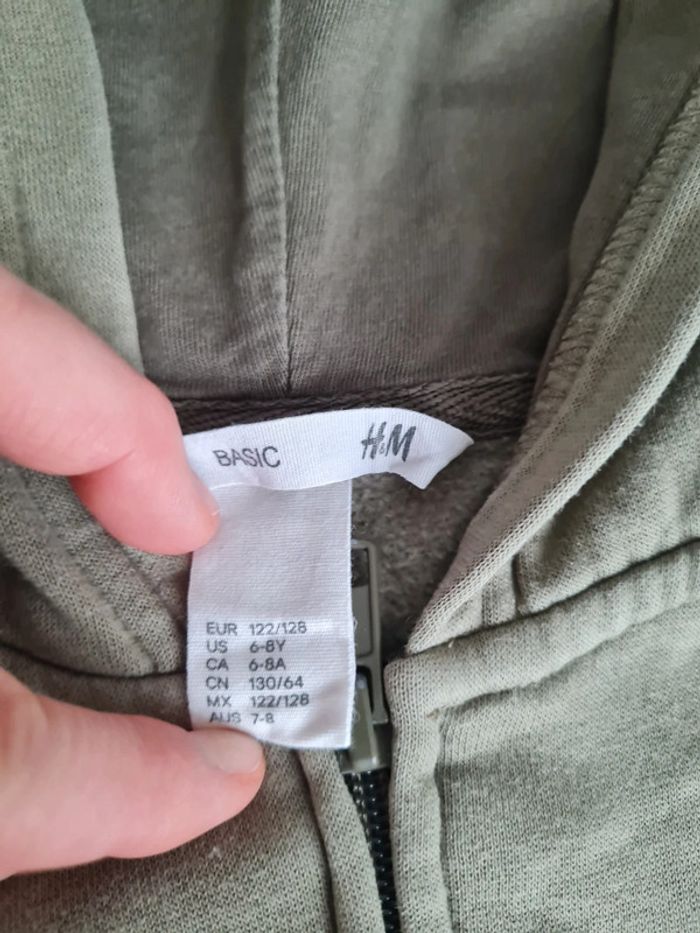 BASIC H&M
EUR 122/128
US 6-8Y
CA 6-8A
CN 130/64
MX 122/128
AUS 7-8